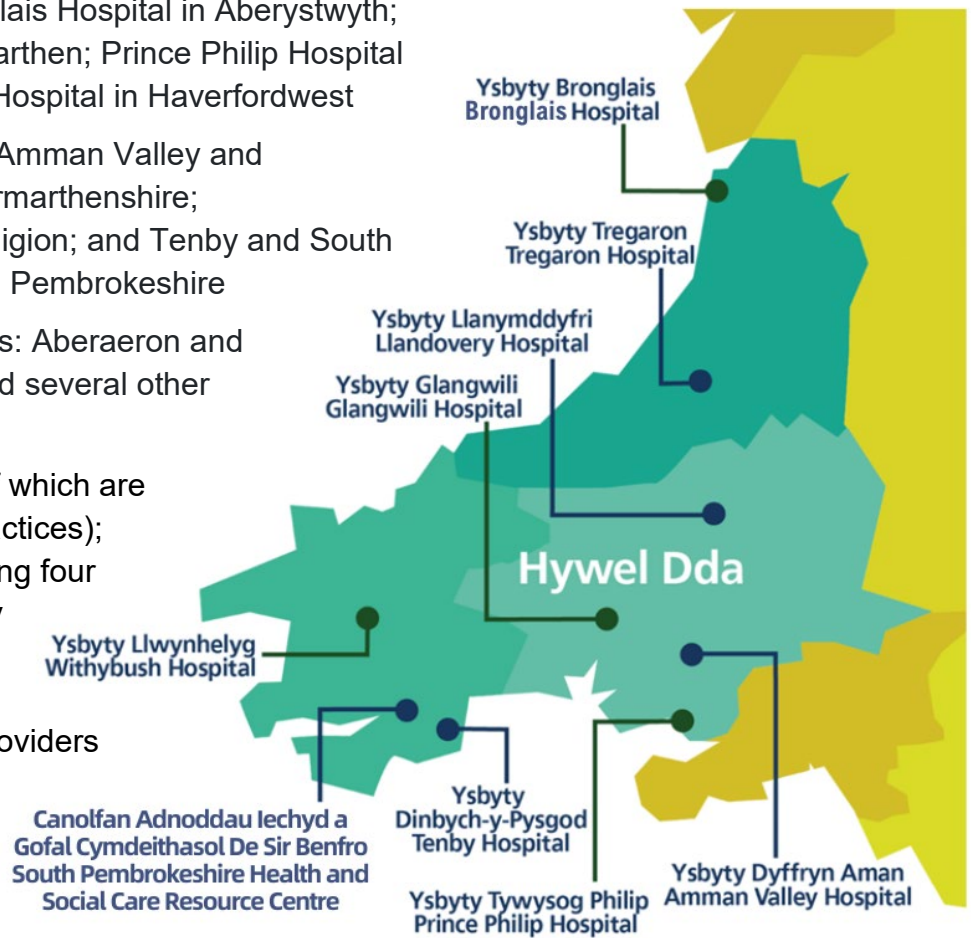 lais Hospital in Aberystwyth;
arthen; Prince Philip Hospital
Hospital in Haverfordwest
Amman Valley and
rmarthenshire;
igion; and Tenby and South
Pembrokeshire
s: Aberaeron and
d several other
which are
ctices);
ng four
oviders
Ysbyty Bronglais
Bronglais Hospital
Ysbyty Tregaron
Tregaron Hospital
Ysbyty Llanymddyfri
Llandovery Hospital
Ysbyty Glangwili
Glangwili Hospital
Hywel Dda
Ysbyty Llwynhelyg
Withybush Hospital
Canolfan Adnoddau Iechyd a
Gofal Cymdeithasol De Sir Benfro
South Pembrokeshire Health and
Social Care Resource Centre
Ysbyty
Dinbych-y-Pysgod
Tenby Hospital
Ysbyty Tywysog Philip
Prince Philip Hospital
Ysbyty Dyffryn Aman
Amman Valley Hospital